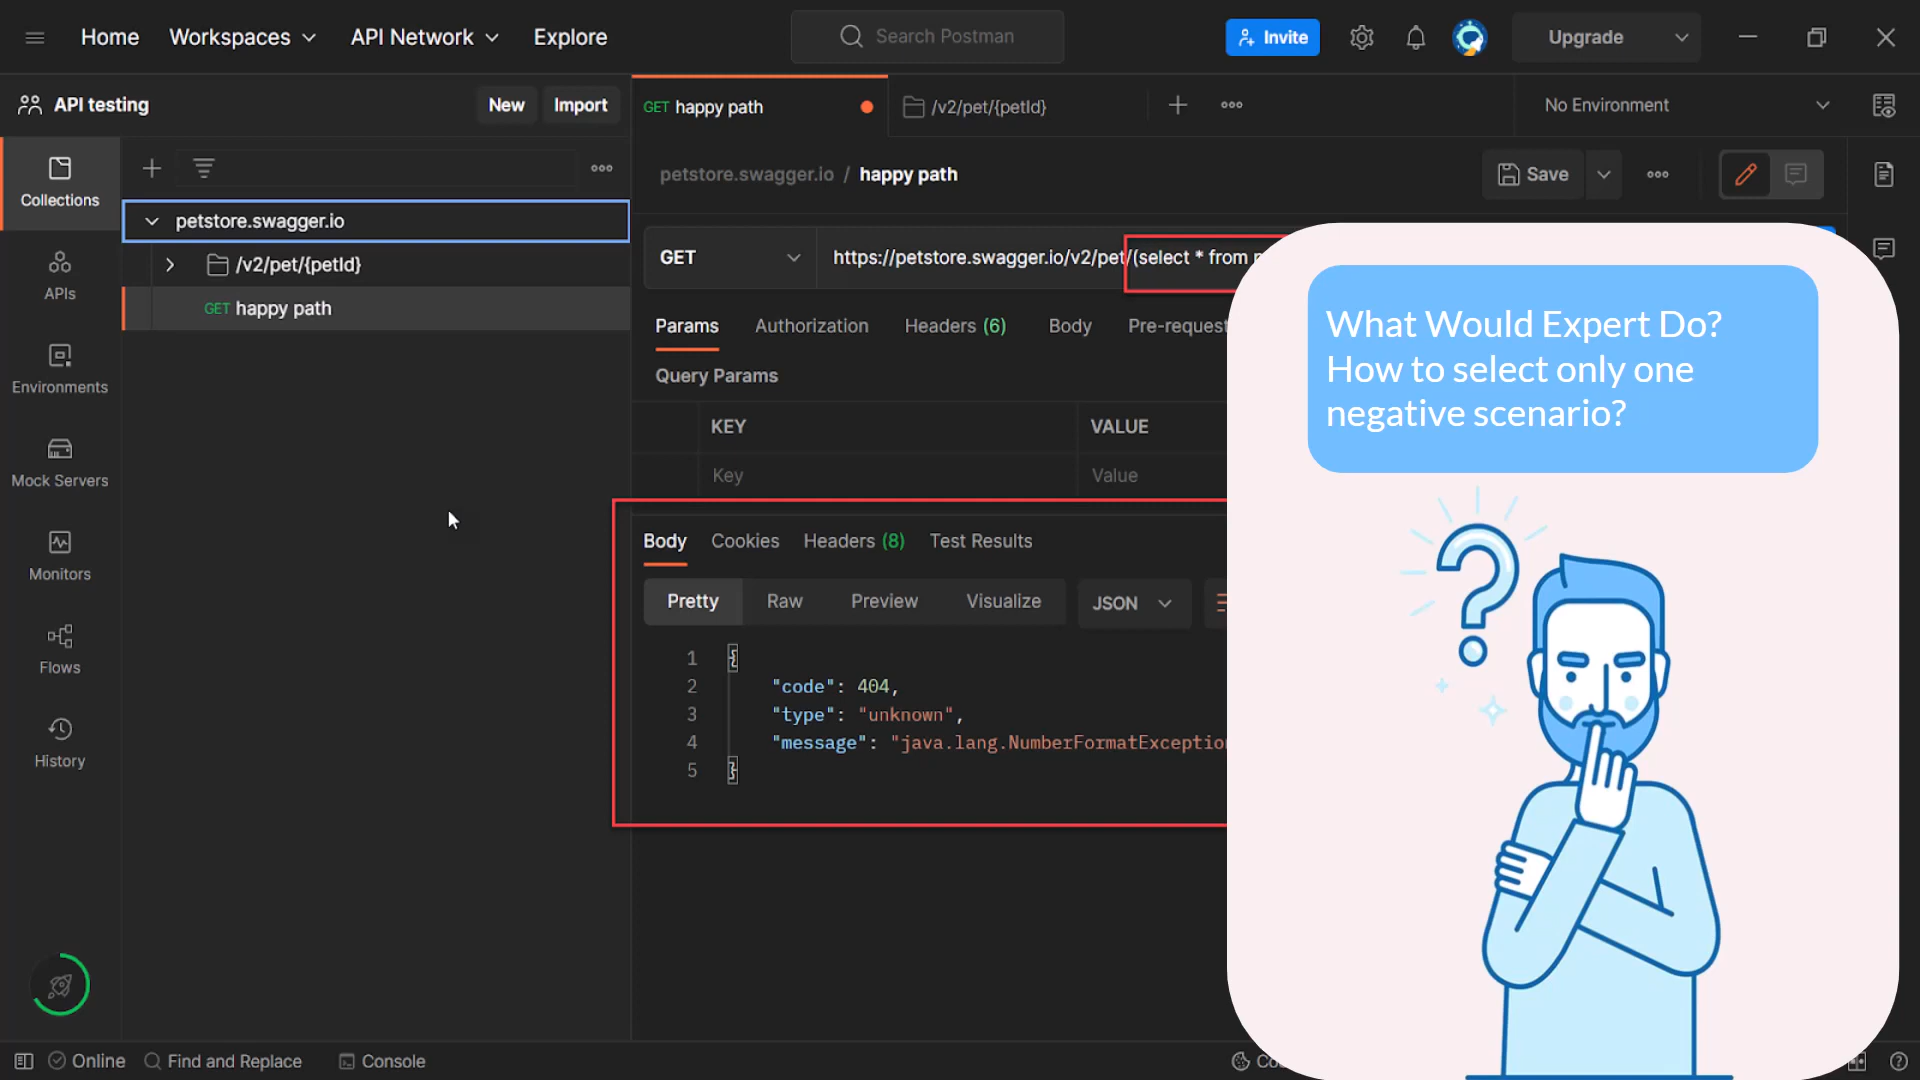 Home
Workspaces
API Network
Explore
Search Postman
Invite
Upgrade
API testing
New
Import
GET happy path
/v2/pet/{petId}
No Environment
Collections
petstore.swagger.io / happy path
Save
petstore.swagger.io
/v2/pet/{petId}
GET happy path
APIs
Environments
Mock Servers
Monitors
Flows
History
GET
https://petstore.swagger.io/v2/pet/(select * from
Params
Authorization
Headers (6)
Body
Pre-request
Query Params
KEY
VALUE
Key
Value
Body
Cookies
Headers (8)
Test Results
Pretty
Raw
Preview
Visualize
JSON
1 {
2 "code": 404,
3 "type": "unknown",
4 "message": "java.lang.NumberFormatException
5 }
What Would Expert Do?
How to select only one
negative scenario?
Online
Find and Replace
Console